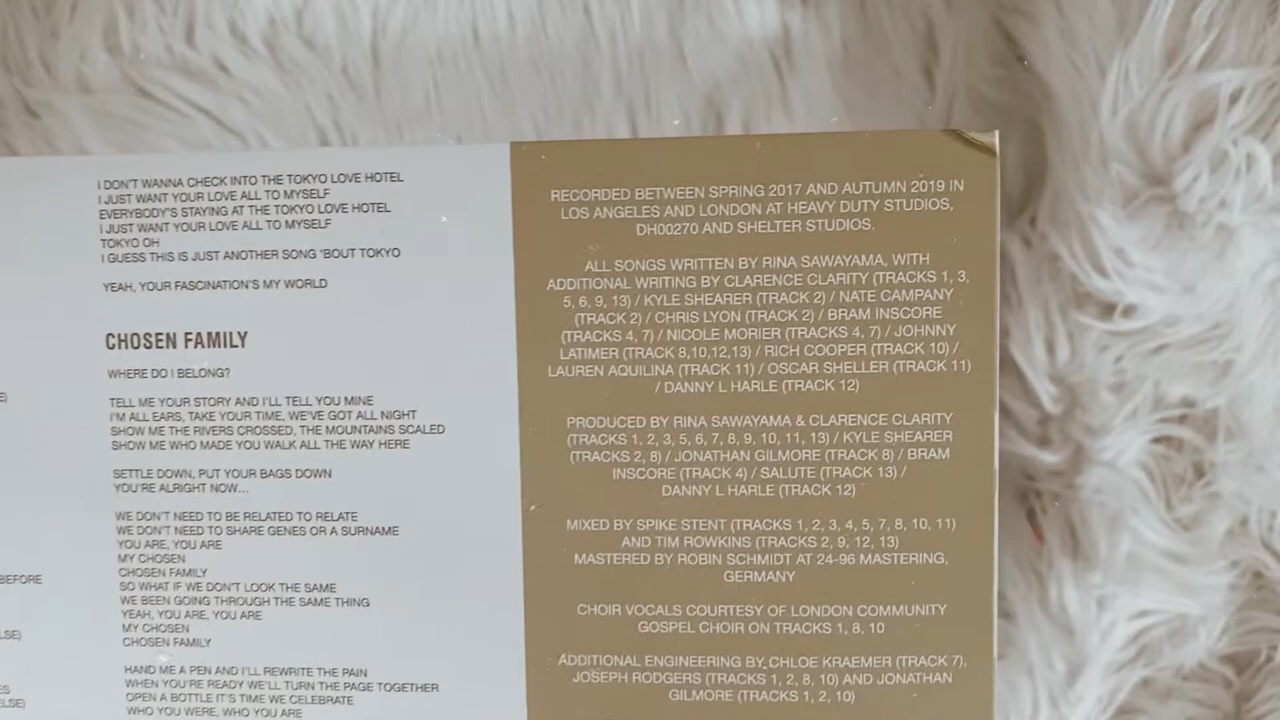 E)
BEFORE
LSE)
S
ELSE)
I DON'T WANNA CHECK INTO THE TOKYO LOVE HOTEL
I JUST WANT YOUR LOVE ALL TO MYSELF
EVERYBODY'S STAYING AT THE TOKYO LOVE HOTEL
I JUST WANT YOUR LOVE ALL TO MYSELF
TOKYO OH
I GUESS THIS IS JUST ANOTHER SONG 'BOUT TOKYO
YEAH, YOUR FASCINATION'S MY WORLD
CHOSEN FAMILY
WHERE DO I BELONG?
TELL ME YOUR STORY AND I'LL TELL YOU MINE
I'M ALL EARS, TAKE YOUR TIME, WE'VE GOT ALL NIGHT
SHOW ME THE RIVERS CROSSED, THE MOUNTAINS SCALED
SHOW ME WHO MADE YOU WALK ALL THE WAY HERE
SETTLE DOWN, PUT YOUR BAGS DOWN
YOU'RE ALRIGHT NOW...
WE DON'T NEED TO BE RELATED TO RELATE
WE DON'T NEED TO SHARE GENES OR A SURNAME
YOU ARE, YOU ARE
MY CHOSEN
CHOSEN FAMILY
SO WHAT IF WE DON'T LOOK THE SAME
WE BEEN GOING THROUGH THE SAME THING
YEAH, YOU ARE, YOU ARE
MY CHOSEN
CHOSEN FAMILY
HAND ME A PEN AND I'LL REWRITE THE PAIN
WHEN YOU'RE READY WE'LL TURN THE PAGE TOGETHER
OPEN A BOTTLE IT'S TIME WE CELEBRATE
WHO YOU WERE, WHO YOU ARE
RECORDED BETWEEN SPRING 2017 AND AUTUMN 2019 IN
LOS ANGELES AND LONDON AT HEAVY DUTY STUDIOS,
DH00270 AND SHELTER STUDIOS.
ALL SONGS WRITTEN BY RINA SAWAYAMA, WITH
ADDITIONAL WRITING BY CLARENCE CLARITY (TRACKS 1, 3,
5, 6, 9, 13) / KYLE SHEARER (TRACK 2) / NATE CAMPANY
(TRACK 2) / CHRIS LYON (TRACK 2) / BRAM INSCORE
(TRACKS 4, 7) / NICOLE MORIER (TRACKS 4, 7) / JOHNNY
LATIMER (TRACK 8,10,12,13) / RICH COOPER (TRACK 10) /
LAUREN AQUILINA (TRACK 11) / OSCAR SHELLER (TRACK 11)
/ DANNY L HARLE (TRACK 12)
PRODUCED BY RINA SAWAYAMA & CLARENCE CLARITY
(TRACKS 1, 2, 3, 5, 6, 7, 8, 9, 10, 11, 13) / KYLE SHEARER
(TRACKS 2, 8) / JONATHAN GILMORE (TRACK 8) / BRAM
INSCORE (TRACK 4) / SALUTE (TRACK 13) /
DANNY L HARLE (TRACK 12)
MIXED BY SPIKE STENT (TRACKS 1, 2, 3, 4, 5, 7, 8, 10, 11)
AND TIM ROWKINS (TRACKS 2, 9, 12, 13)
MASTERED BY ROBIN SCHMIDT AT 24-96 MASTERING,
GERMANY
CHOIR VOCALS COURTESY OF LONDON COMMUNITY
GOSPEL CHOIR ON TRACKS 1, 8, 10
ADDITIONAL ENGINEERING BY CHLOE KRAEMER (TRACK 7),
JOSEPH RODGERS (TRACKS 1, 2, 8, 10) AND JONATHAN
GILMORE (TRACKS 1, 2, 10)